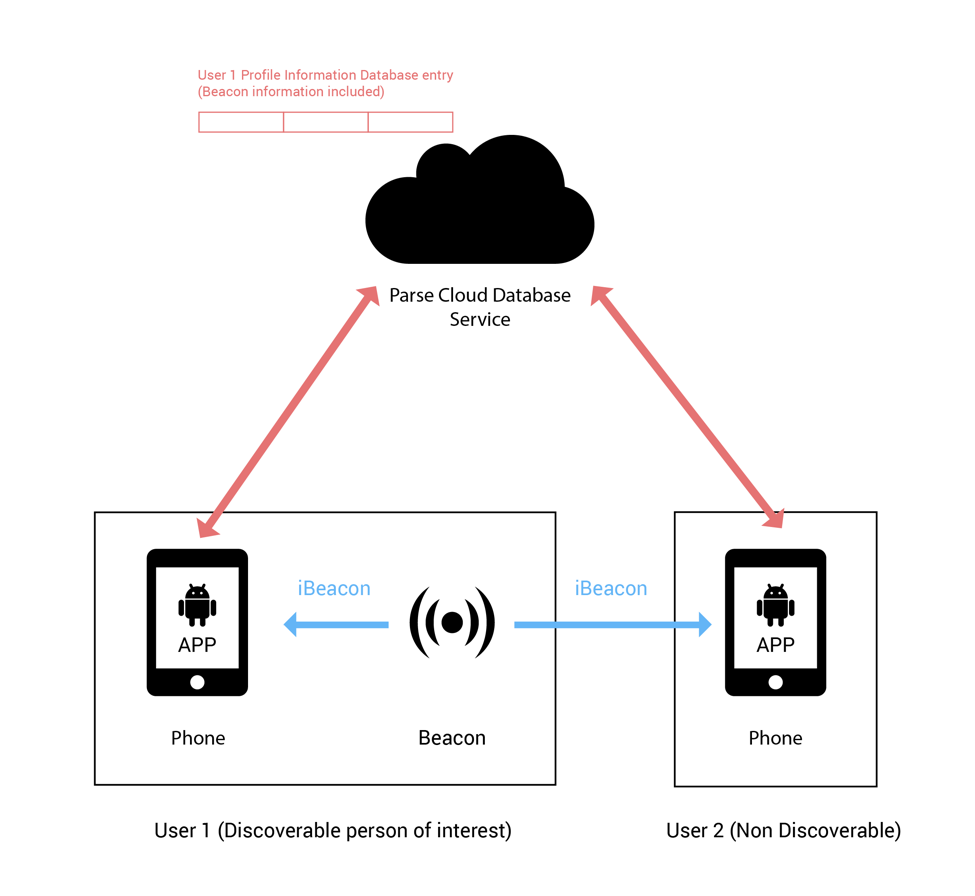 User 1 Profile Information Database entry
(Beacon information included)
Parse Cloud Database
Service
iBeacon
iBeacon
APP
APP
Phone
Beacon
Phone
User 1 (Discoverable person of interest)
User 2 (Non Discoverable)